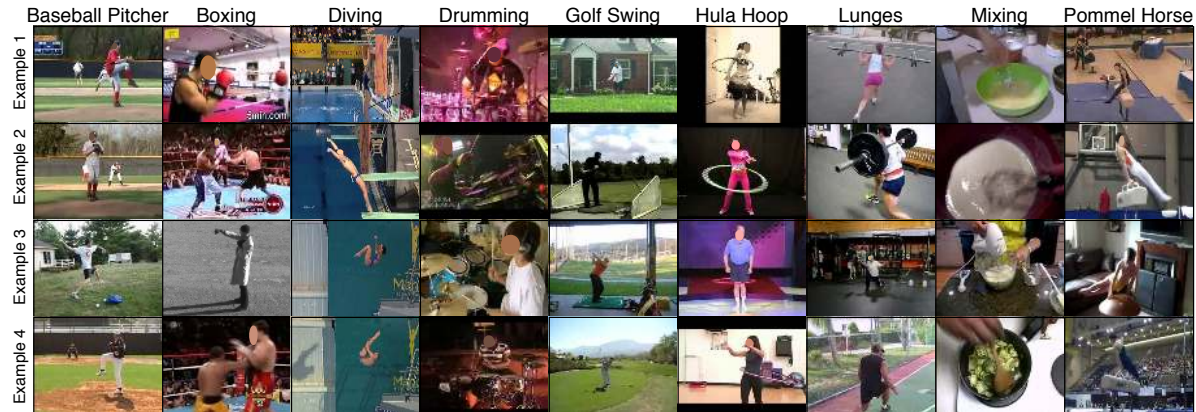 Baseball Pitcher Boxing Diving Drumming Golf Swing Hula Hoop Lunges Mixing Pommel Horse
Example 1
Example 2
Example 3
Example 4